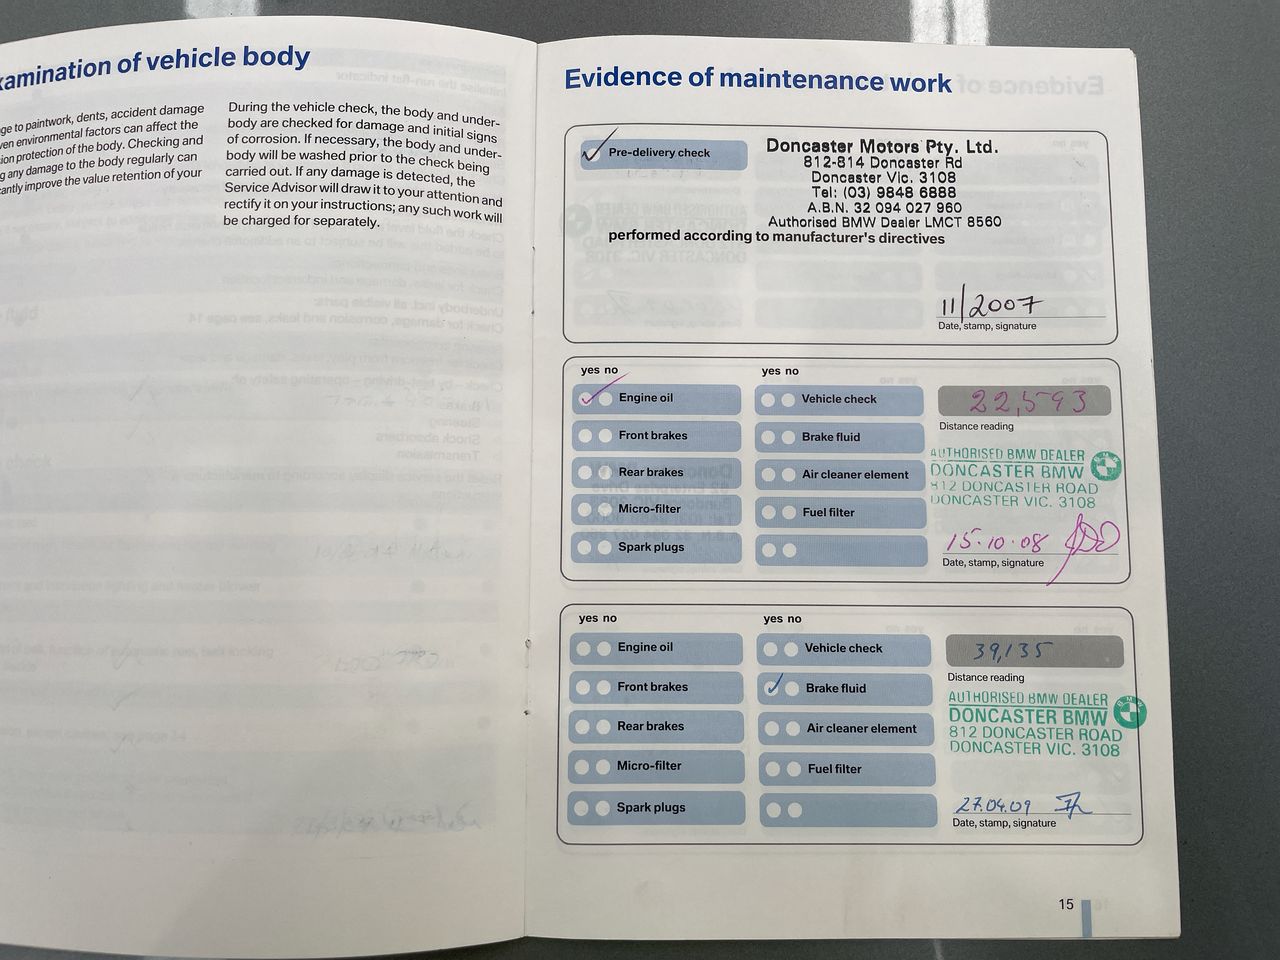 xamination of vehicle body
ge to paintwork, dents, accident damage
ven environmental factors can affect the
ion protection of the body. Checking and
g any damage to the body regularly can
cantly improve the value retention of your
During the vehicle check, the body and under-
body are checked for damage and initial signs
of corrosion. If necessary, the body and under-
body will be washed prior to the check being
carried out. If any damage is detected, the
Service Advisor will draw it to your attention and
rectify it on your instructions; any such work will
be charged for separately.
Evidence of maintenance work
Pre-delivery check
Doncaster Motors Pty. Ltd.
812-814 Doncaster Rd
Doncaster Vic. 3108
Tel: (03) 9848 6888
A.B.N. 32 094 027 960
Authorised BMW Dealer LMCT 8560
performed according to manufacturer's directives
11/2007
Date, stamp, signature
yes no
Engine oil
Front brakes
Rear brakes
Micro-filter
Spark plugs
yes no
Vehicle check
Brake fluid
Air cleaner element
Fuel filter
22,593
Distance reading
AUTHORISED BMW DEALER
DONCASTER BMW
812 DONCASTER ROAD
DONCASTER VIC. 3108
15.10.08
Date, stamp, signature
yes no
Engine oil
Front brakes
Rear brakes
Micro-filter
Spark plugs
yes no
Vehicle check
Brake fluid
Air cleaner element
Fuel filter
39,135
Distance reading
AUTHORISED BMW DEALER
DONCASTER BMW
812 DONCASTER ROAD
DONCASTER VIC. 3108
27.04.09
Date, stamp, signature
15